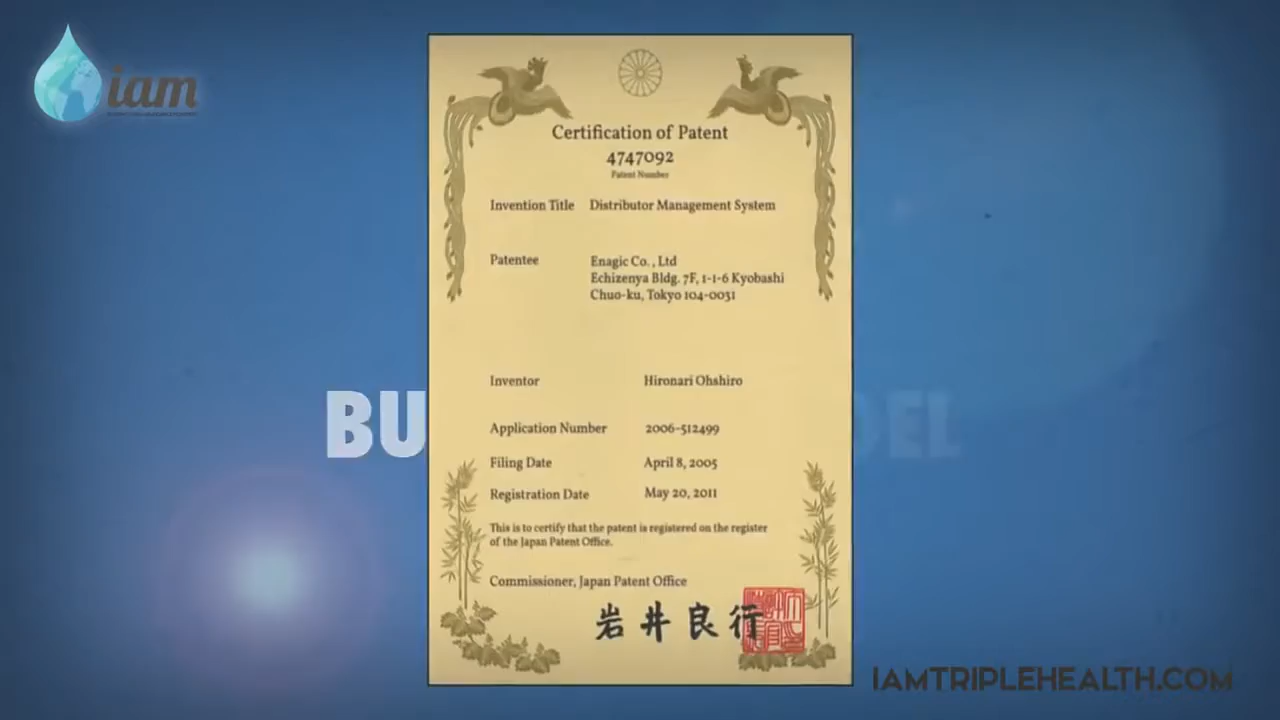 iam
Certification of Patent
4747092
Patent Number
Invention Title Distributor Management System
Patentee Enagic Co. , Ltd
Echizenya Bldg. 7F, 1-1-6 Kyobashi
Chuo-ku, Tokyo 104-0031
Inventor Hironari Ohshiro
BU
DEL
Application Number 2006-512499
Filing Date April 8, 2005
Registration Date May 20, 2011
This is to certify that the patent is registered on the register
of the Japan Patent Office.
Commissioner, Japan Patent Office
岩井良行
IAMTRIPLEHEALTH.COM